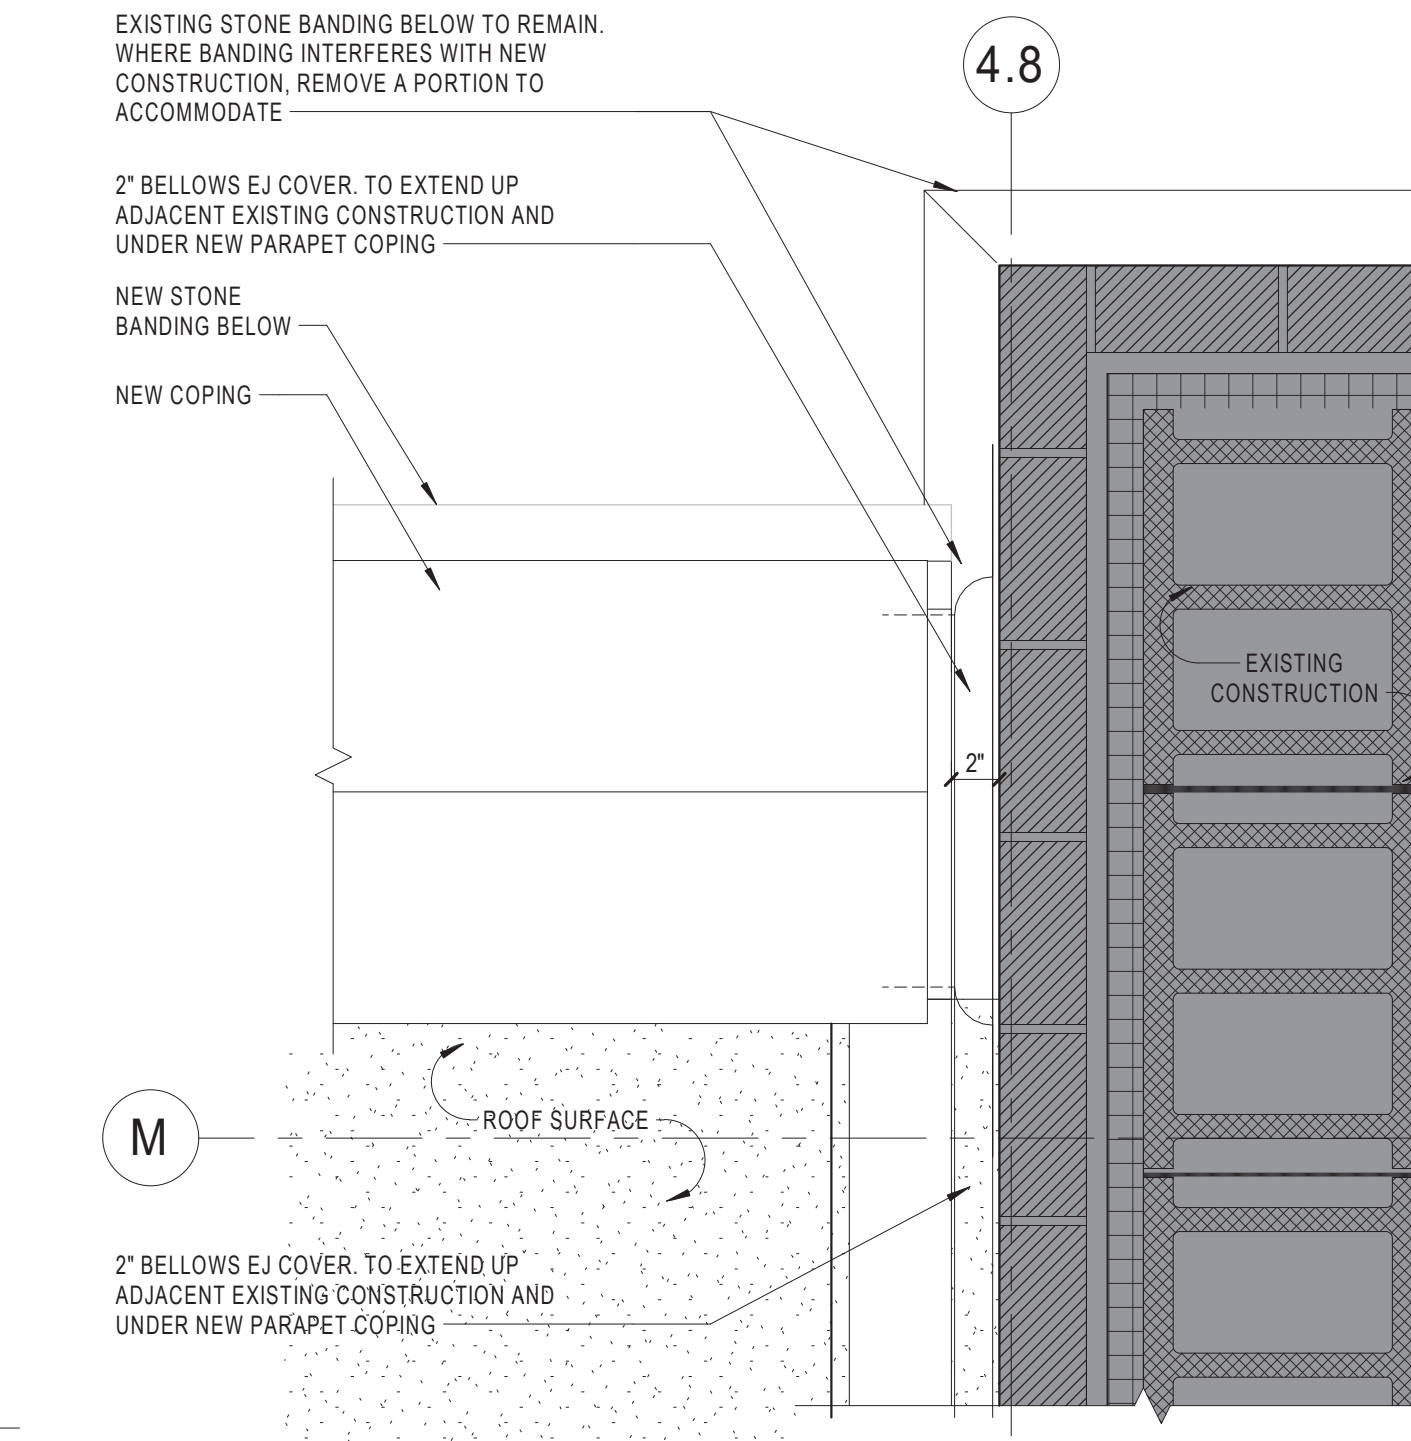 EXISTING STONE BANDING BELOW TO REMAIN.
WHERE BANDING INTERFERES WITH NEW
CONSTRUCTION, REMOVE A PORTION TO
ACCOMMODATE
4.8
2" BELLOWS EJ COVER. TO EXTEND UP
ADJACENT EXISTING CONSTRUCTION AND
UNDER NEW PARAPET COPING
NEW STONE
BANDING BELOW
NEW COPING
EXISTING
CONSTRUCTION
2"
ROOF SURFACE
M
2" BELLOWS EJ COVER. TO EXTEND UP
ADJACENT EXISTING CONSTRUCTION AND
UNDER NEW PARAPET COPING